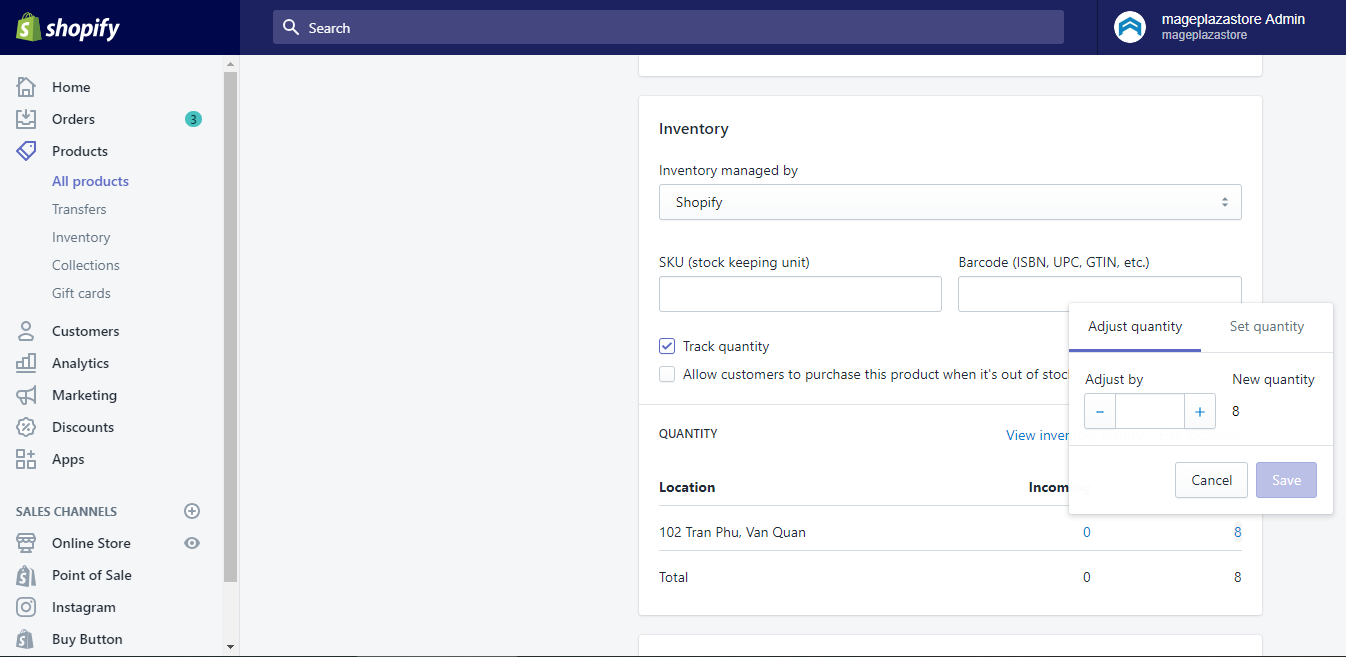 shopify
Search
mageplazastore Admin
mageplazastore
Home
Orders 3
Products
All products
Transfers
Inventory
Collections
Gift cards
Customers
Analytics
Marketing
Discounts
Apps
SALES CHANNELS
Online Store
Point of Sale
Instagram
Buy Button
Inventory
Inventory managed by
Shopify
SKU (stock keeping unit) Barcode (ISBN, UPC, GTIN, etc.)
Track quantity
Allow customers to purchase this product when it's out of stoc
QUANTITY View inver
Location Incom
102 Tran Phu, Van Quan 0 8
Total 0 8
Adjust quantity Set quantity
Adjust by New quantity
− + 8
Cancel Save